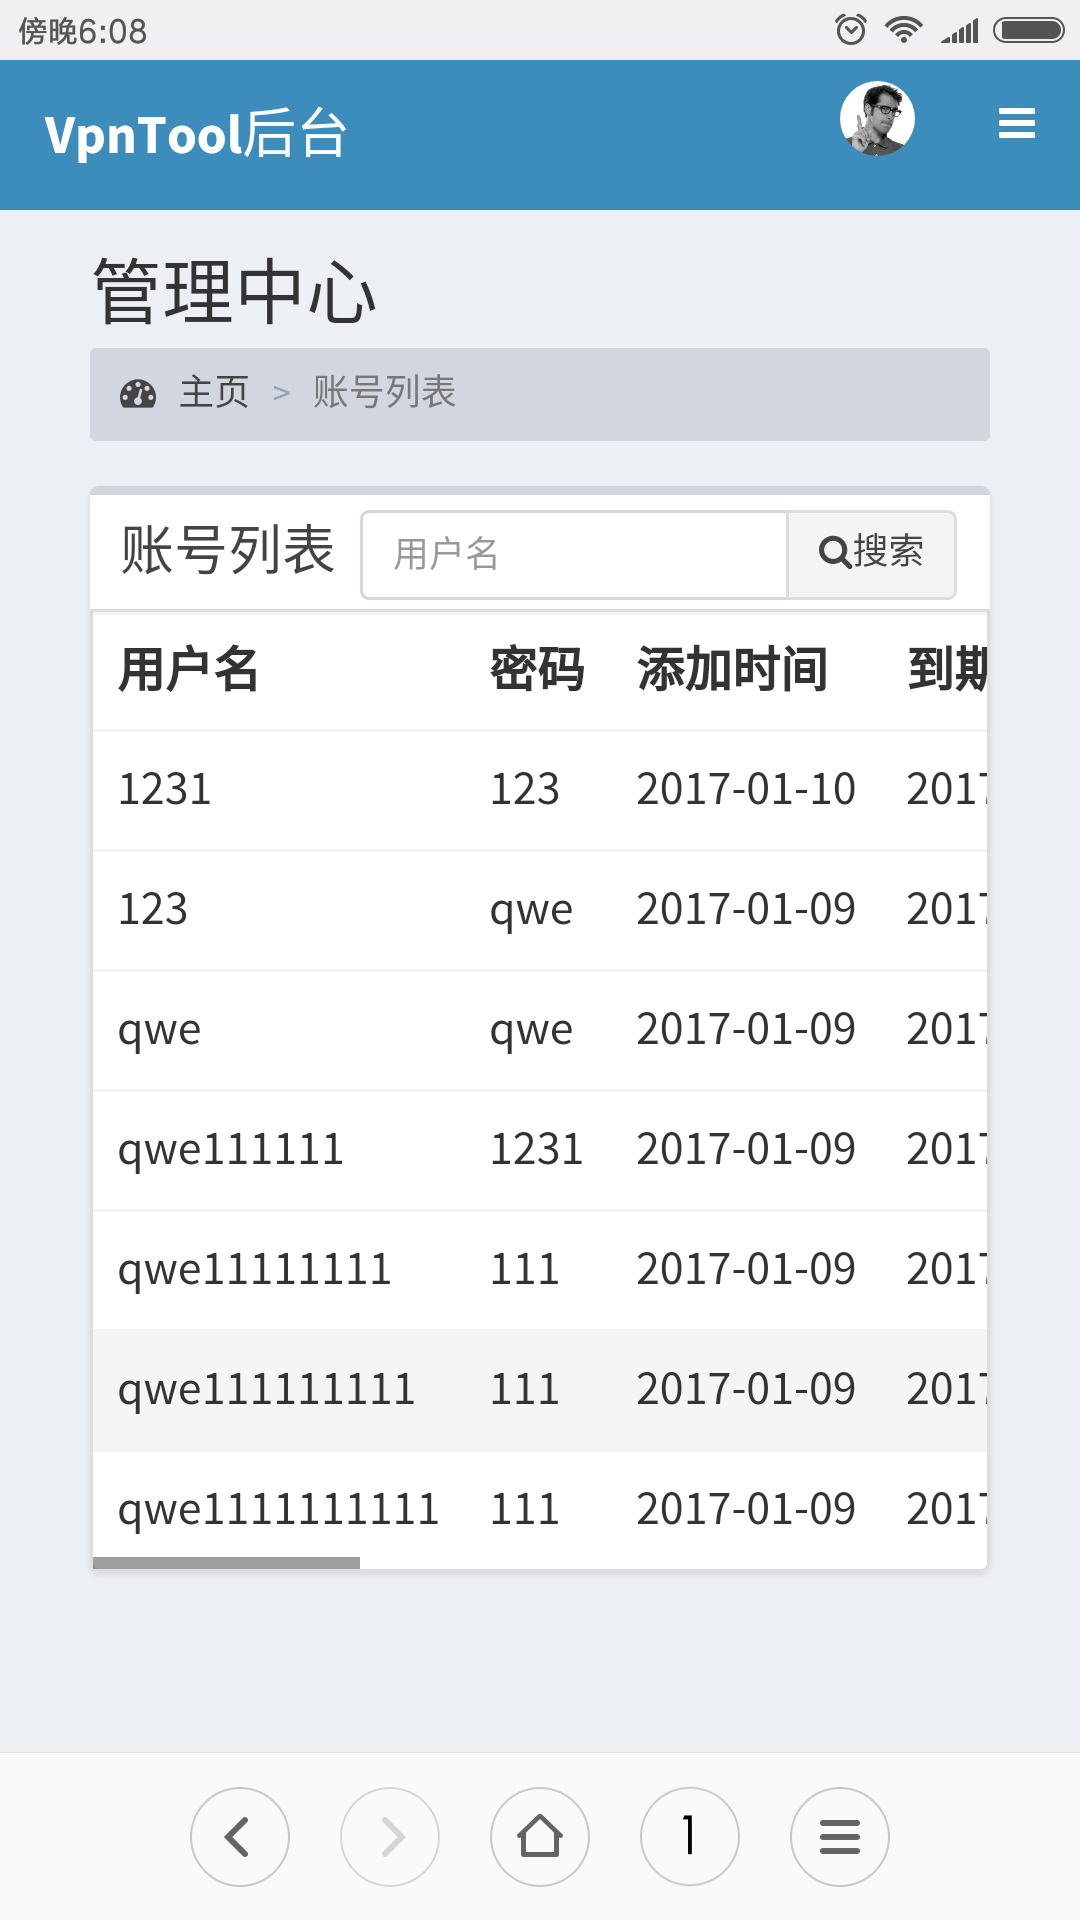 傍晚6:08
VpnTool后台
管理中心
主页 > 账号列表
账号列表 用户名 搜索
用户名 密码 添加时间 到期
1231 123 2017-01-10 2017
123 qwe 2017-01-09 2017
qwe qwe 2017-01-09 2017
qwe111111 1231 2017-01-09 2017
qwe11111111 111 2017-01-09 2017
qwe111111111 111 2017-01-09 2017
qwe1111111111 111 2017-01-09 2017
1